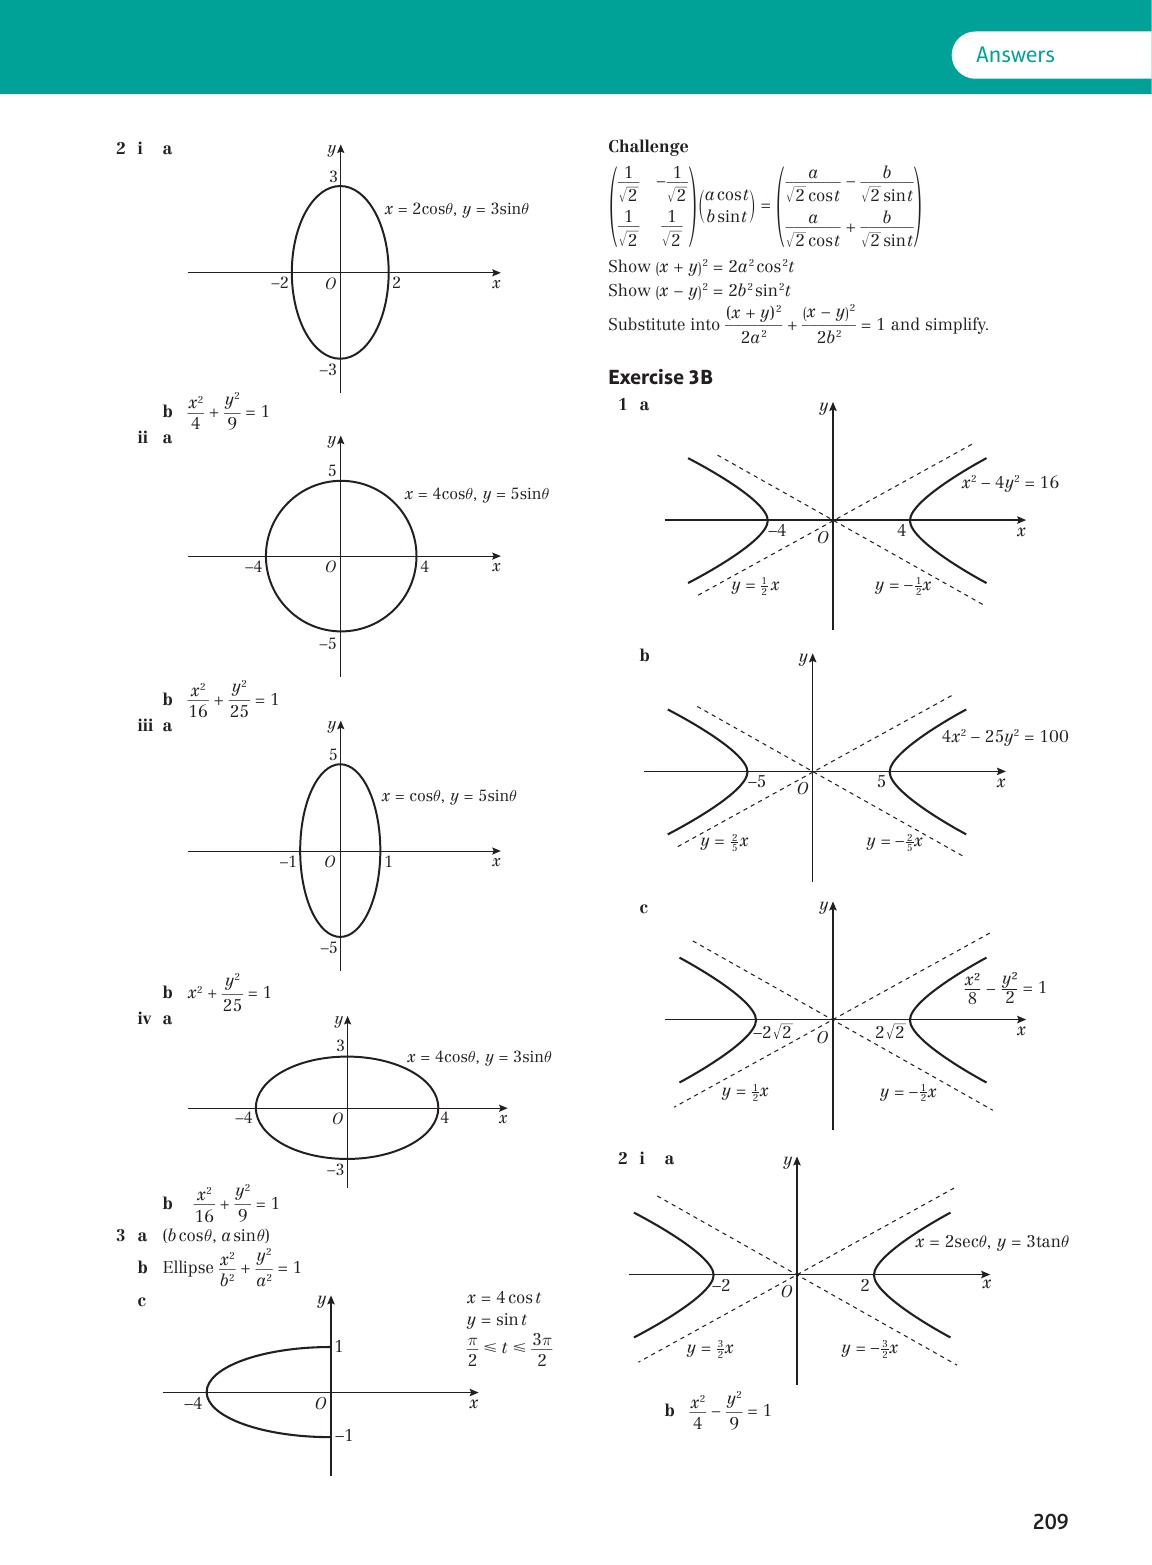 Answers
2 i a
y
3
x = 2cosθ, y = 3sinθ
−2 O 2 x
−3
b x²/4 + y²/9 = 1
ii a
y
5
x = 4cosθ, y = 5sinθ
−4 O 4 x
−5
b x²/16 + y²/25 = 1
iii a
y
5
x = cosθ, y = 5sinθ
−1 O 1 x
−5
b x² + y²/25 = 1
iv a
y
3
x = 4cosθ, y = 3sinθ
−4 O 4 x
−3
b x²/16 + y²/9 = 1
3 a (b cosθ, a sinθ)
b Ellipse x²/b² + y²/a² = 1
c
y
x = 4 cos t
y = sin t
π/2 ⩽ t ⩽ 3π/2
1
−4 O x
−1
Challenge
(1/√2 −1/√2; 1/√2 1/√2)(a cos t; b sin t) = (a/(√2 cos t) − b/(√2 sin t); a/(√2 cos t) + b/(√2 sin t))
Show (x + y)² = 2a² cos² t
Show (x − y)² = 2b² sin² t
Substitute into (x + y)²/2a² + (x − y)²/2b² = 1 and simplify.
Exercise 3B
1 a
y
x² − 4y² = 16
−4 O 4 x
y = ½x y = −½x
b
y
4x² − 25y² = 100
−5 O 5 x
y = ⅖x y = −⅖x
c
y
x²/8 − y²/2 = 1
−2√2 O 2√2 x
y = ½x y = −½x
2 i a
y
x = 2secθ, y = 3tanθ
−2 O 2 x
y = 3/2x y = −3/2x
b x²/4 − y²/9 = 1
209